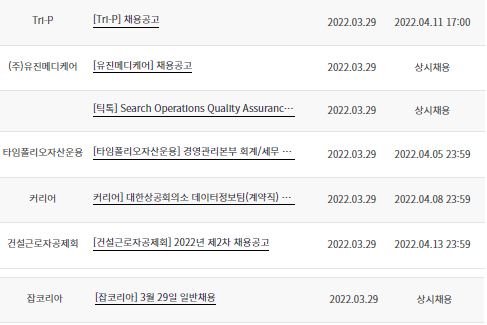 Tri-P [Tri-P] 채용공고 2022.03.29 2022.04.11 17:00
(주)유진메디케어 [유진메디케어] 채용공고 2022.03.29 상시채용
[틱톡] Search Operations Quality Assuranc... 2022.03.29 상시채용
타임폴리오자산운용 [타임폴리오자산운용] 경영관리본부 회계/세무 ... 2022.03.29 2022.04.05 23:59
커리어 커리어] 대한상공회의소 데이터정보팀(계약직) ... 2022.03.29 2022.04.08 23:59
건설근로자공제회 [건설근로자공제회] 2022년 제2차 채용공고 2022.03.29 2022.04.13 23:59
잡코리아 [잡코리아] 3월 29일 일반채용 2022.03.29 상시채용